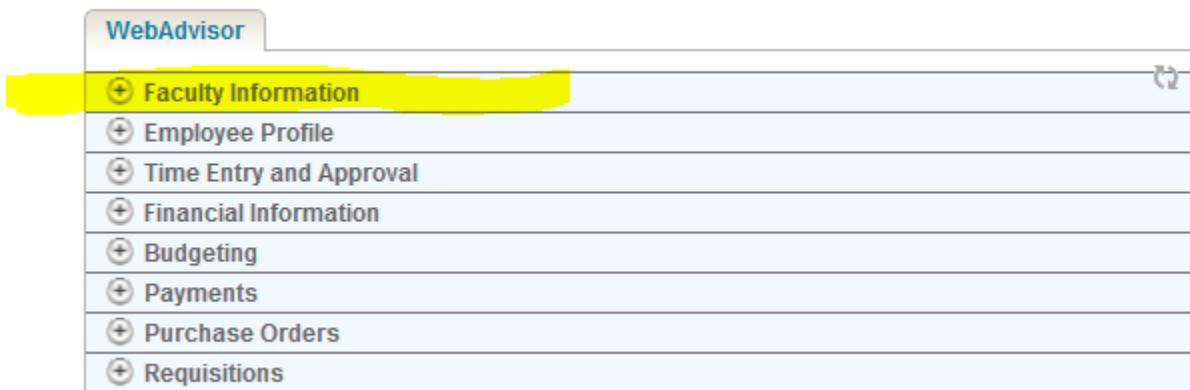 WebAdvisor
Faculty Information
Employee Profile
Time Entry and Approval
Financial Information
Budgeting
Payments
Purchase Orders
Requisitions